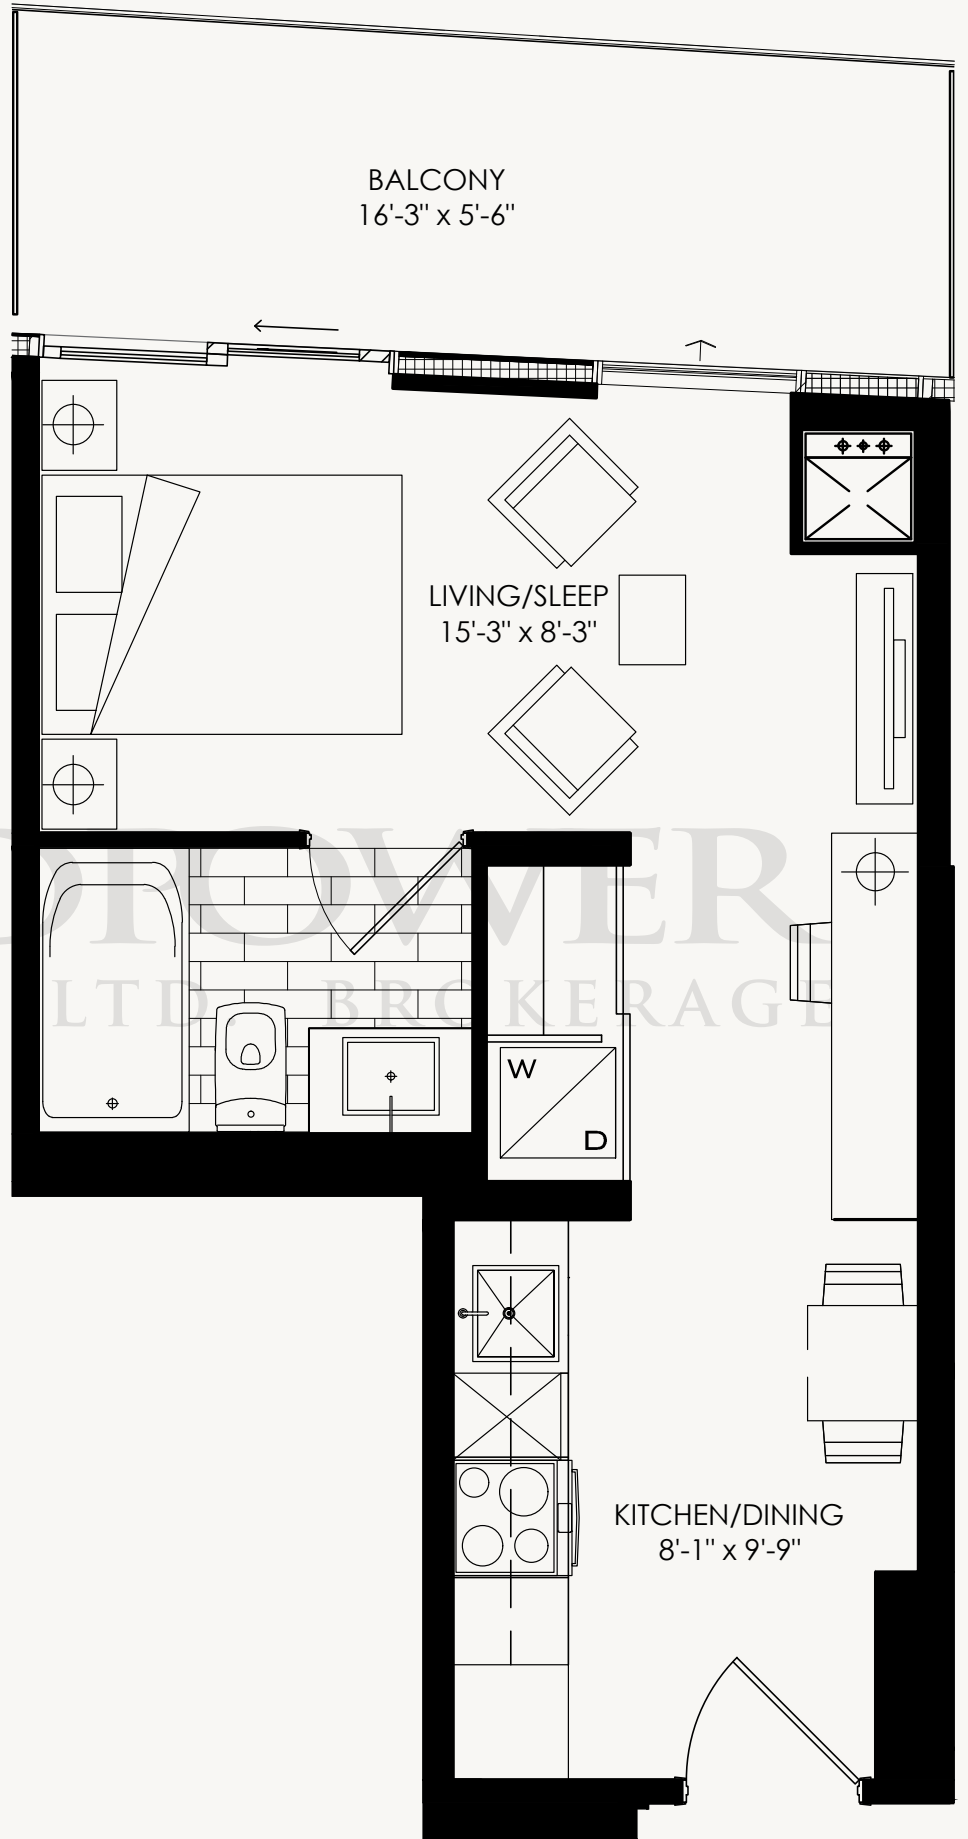 BALCONY
16'-3" x 5'-6"
LIVING/SLEEP
15'-3" x 8'-3"
POWER
LTD. BROKERAGE
W
D
KITCHEN/DINING
8'-1" x 9'-9"